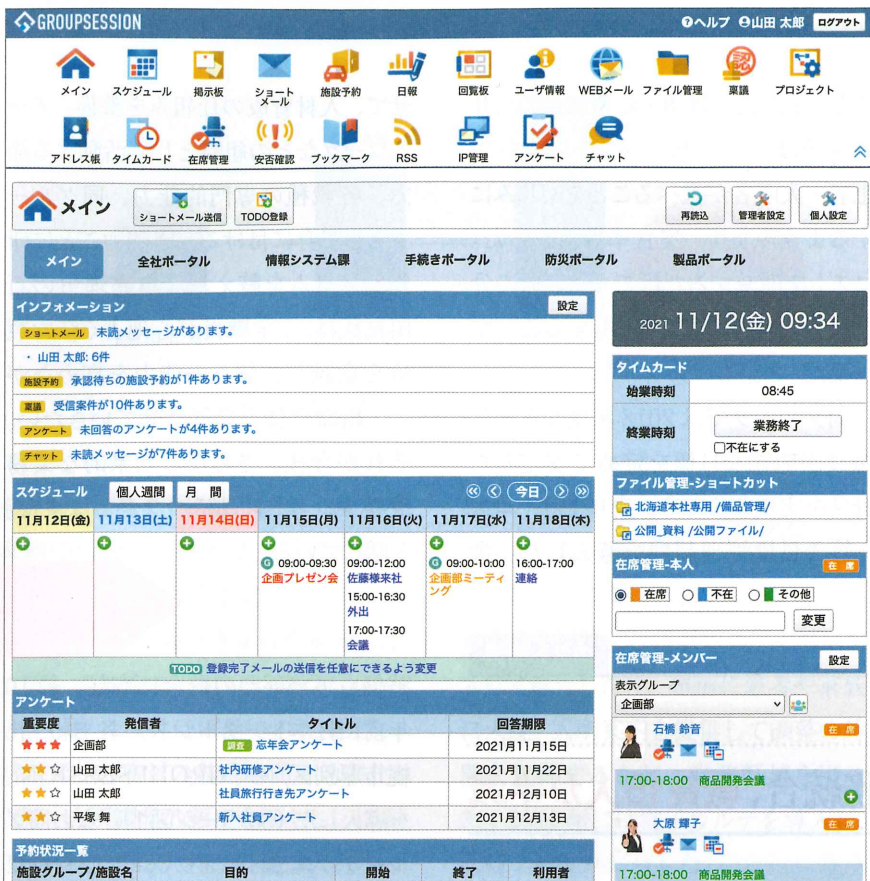 GROUPSESSION
ヘルプ 山田 太郎 ログアウト
メイン スケジュール 掲示板 ショートメール 施設予約 日報 回覧板 ユーザ情報 WEBメール ファイル管理 稟議 プロジェクト
アドレス帳 タイムカード 在席管理 安否確認 ブックマーク RSS IP管理 アンケート チャット
メイン ショートメール送信 TODO登録 再読込 管理者設定 個人設定
メイン 全社ポータル 情報システム課 手続きポータル 防災ポータル 製品ポータル
インフォメーション 設定
ショートメール 未読メッセージがあります。
・ 山田 太郎: 6件
施設予約 承認待ちの施設予約が1件あります。
稟議 受信案件が10件あります。
アンケート 未回答のアンケートが4件あります。
チャット 未読メッセージが7件あります。
スケジュール 個人週間 月 間 今日
11月12日(金) 11月13日(土) 11月14日(日) 11月15日(月) 11月16日(火) 11月17日(水) 11月18日(木)
G 09:00-09:30
企画プレゼン会
09:00-12:00
佐藤様来社
15:00-16:30
外出
17:00-17:30
会議
G 09:00-10:00
企画部ミーティ
ング
16:00-17:00
連絡
TODO 登録完了メールの送信を任意にできるよう変更
アンケート
重要度 発信者 タイトル 回答期限
★★★ 企画部 調査 忘年会アンケート 2021年11月15日
★★☆ 山田 太郎 社内研修アンケート 2021年11月22日
★★☆ 山田 太郎 社員旅行行き先アンケート 2021年12月10日
★★☆ 平塚 舞 新入社員アンケート 2021年12月13日
予約状況一覧
施設グループ/施設名 目的 開始 終了 利用者
2021 11/12(金) 09:34
タイムカード
始業時刻 08:45
終業時刻 業務終了
不在にする
ファイル管理-ショートカット
北海道本社専用 /備品管理/
公開_資料 /公開ファイル/
在席管理-本人 在 席
在席 不在 その他
変更
在席管理-メンバー 設定
表示グループ
企画部
石橋 鈴音 在 席
17:00-18:00 商品開発会議
大原 輝子 在 席
17:00-18:00 商品開発会議